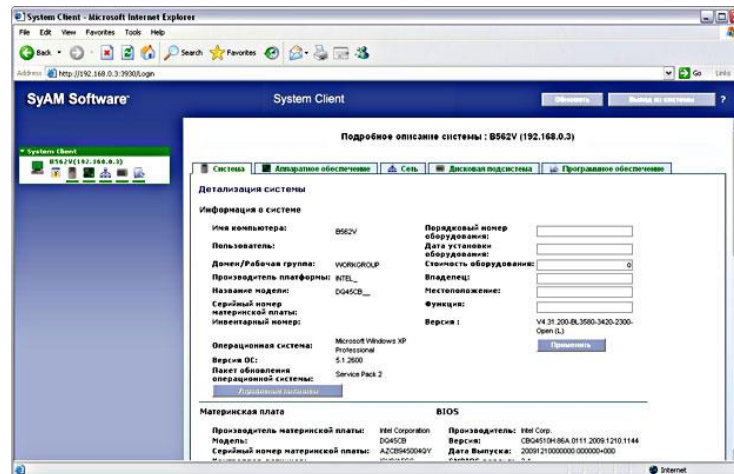 System Client - Microsoft Internet Explorer
File Edit View Favorites Tools Help
Back Search Favorites
Address http://192.168.0.3:3930/Login Go Links
SyAM Software System Client Обновить Выход из системы ?
Подробное описание системы : B562V (192.168.0.3)
System Client
B562V(192.168.0.3)
Система Аппаратное обеспечение Сеть Дисковая подсистема Программное обеспечение
Детализация системы
Информация о системе
Имя компьютера: B562V Порядковый номер оборудования:
Пользователь: Дата установки оборудования:
Домен/Рабочая группа: WORKGROUP Стоимость оборудования: 0
Производитель платформы: INTEL_ Владелец:
Название модели: DQ45CB__ Местоположение:
Серийный номер материнской платы: Функция:
Инвентарный номер: Версия : V4.31.200-BL3580-3420-2300-Open (L)
Операционная система: Microsoft Windows XP Professional Применить
Версия ОС: 5.1.2600
Пакет обновления операционной системы: Service Pack 2
Управление
Материнская плата BIOS
Производитель материнской платы: Intel Corporation Производитель: Intel Corp.
Модель: DQ45CB Версия: CBQ4510H.86A.0111.2009.1210.1144
Серийный номер материнской платы: AZCB945004GV Дата Выпуска: 20091210000000.000000+000
Internet